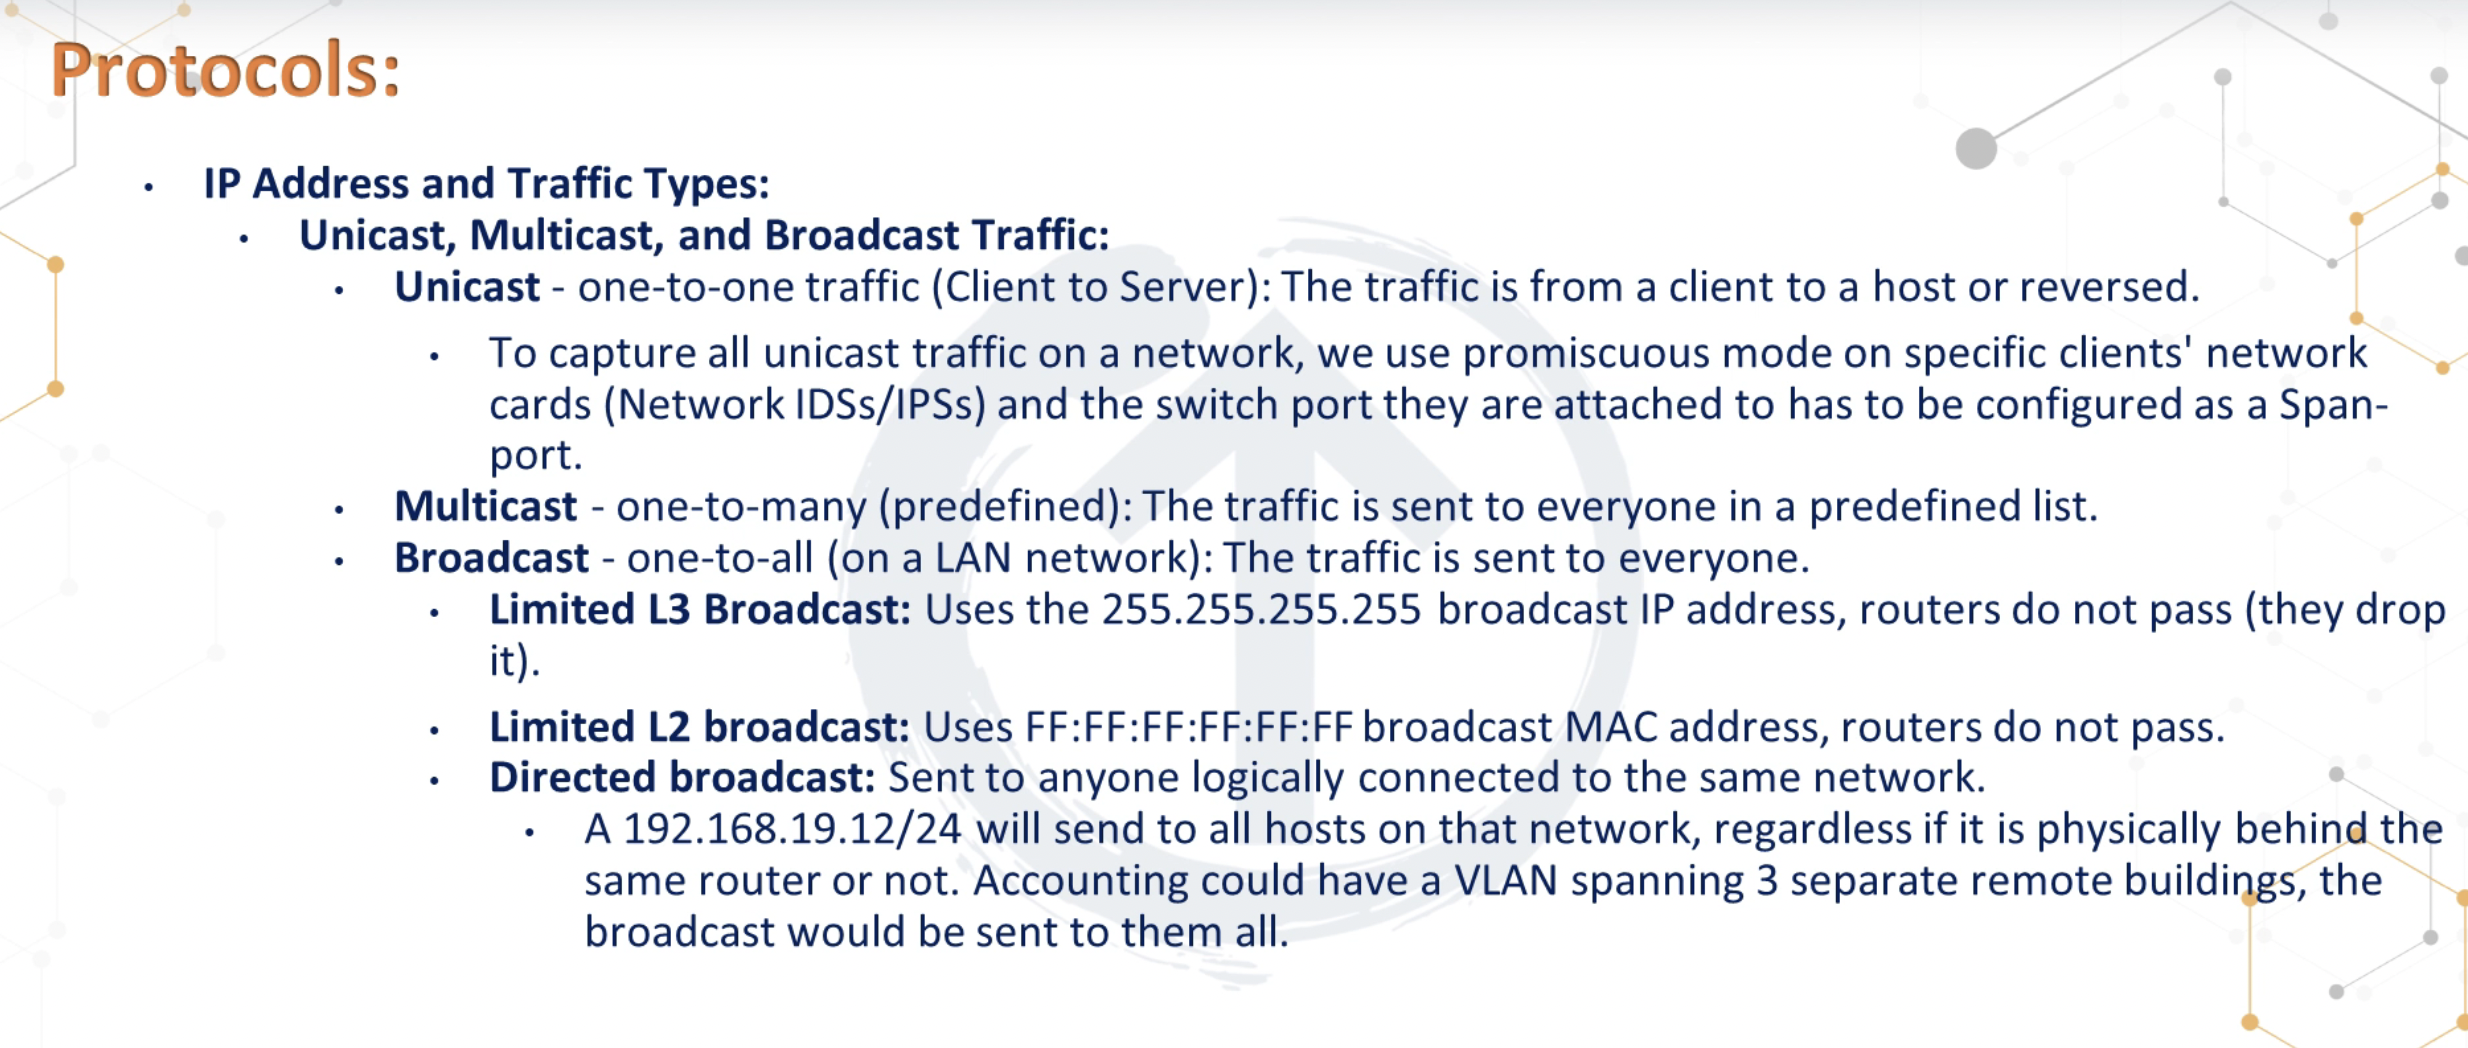 Protocols:
• IP Address and Traffic Types:
• Unicast, Multicast, and Broadcast Traffic:
• Unicast - one-to-one traffic (Client to Server): The traffic is from a client to a host or reversed.
• To capture all unicast traffic on a network, we use promiscuous mode on specific clients' network
cards (Network IDSs/IPSs) and the switch port they are attached to has to be configured as a Span-
port.
• Multicast - one-to-many (predefined): The traffic is sent to everyone in a predefined list.
• Broadcast - one-to-all (on a LAN network): The traffic is sent to everyone.
• Limited L3 Broadcast: Uses the 255.255.255.255 broadcast IP address, routers do not pass (they drop
it).
• Limited L2 broadcast: Uses FF:FF:FF:FF:FF:FF broadcast MAC address, routers do not pass.
• Directed broadcast: Sent to anyone logically connected to the same network.
• A 192.168.19.12/24 will send to all hosts on that network, regardless if it is physically behind the
same router or not. Accounting could have a VLAN spanning 3 separate remote buildings, the
broadcast would be sent to them all.